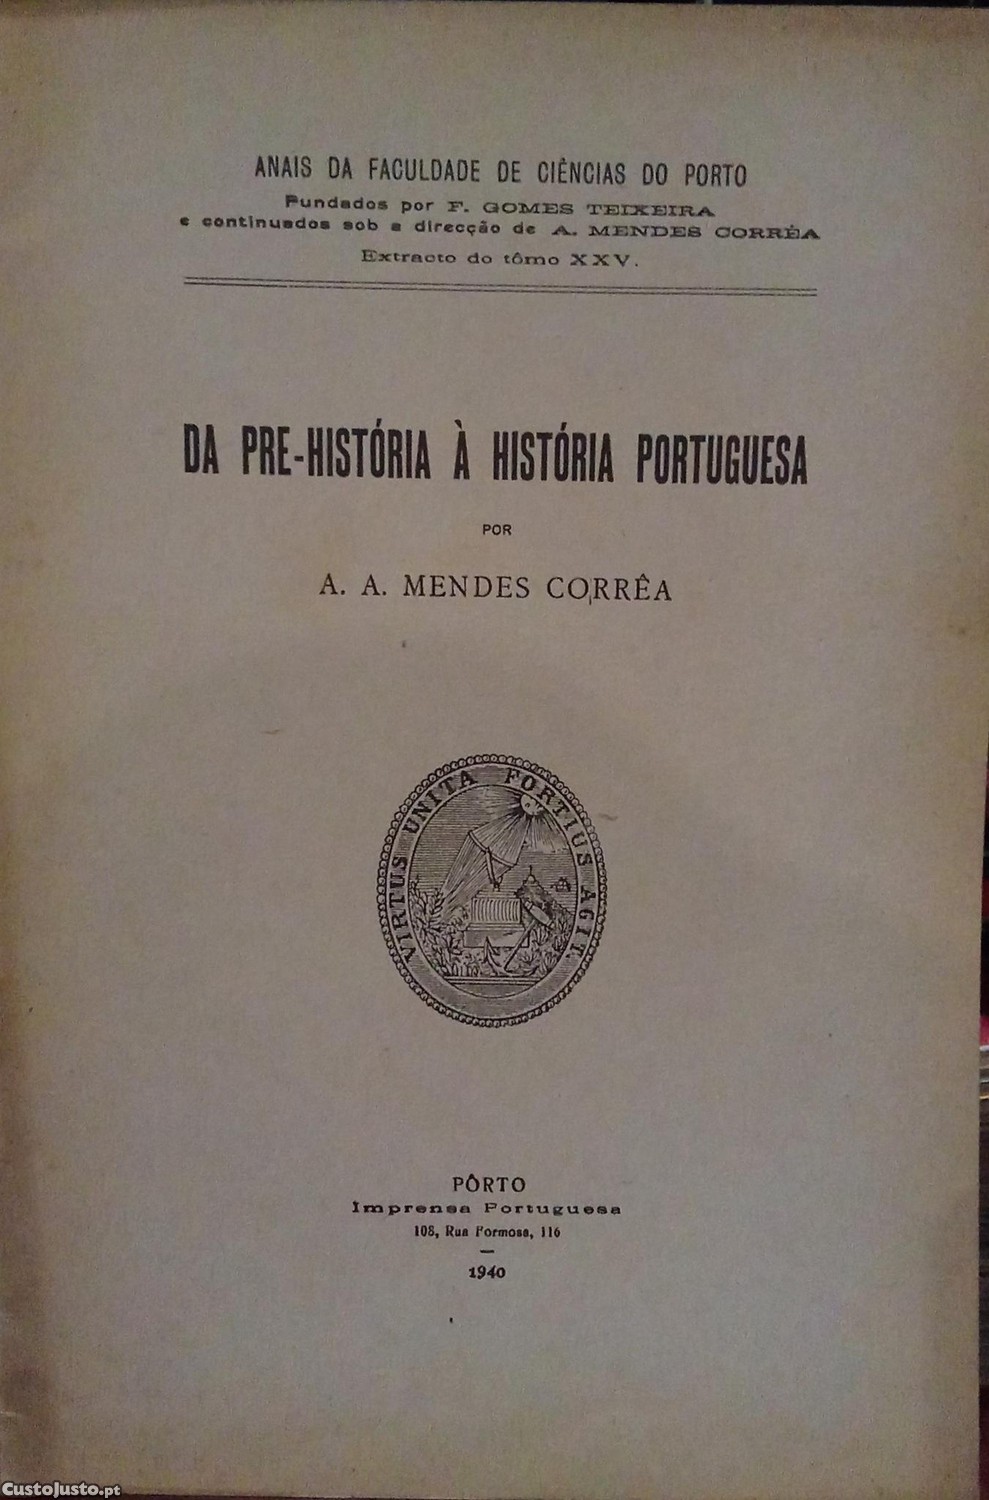 ANAIS DA FACULDADE DE CIÊNCIAS DO PORTO
Fundados por F. GOMES TEIXEIRA
e continuados sob a direcção de A. MENDES CORRÊA
Extracto do tômo XXV.
DA PRE-HISTÓRIA À HISTÓRIA PORTUGUESA
POR
A. A. MENDES CORRÊA
VIRTUS UNITA FORTIUS AGIT.
PÔRTO
Imprensa Portuguesa
108, Rua Formosa, 116
1940
CustoJusto.pt